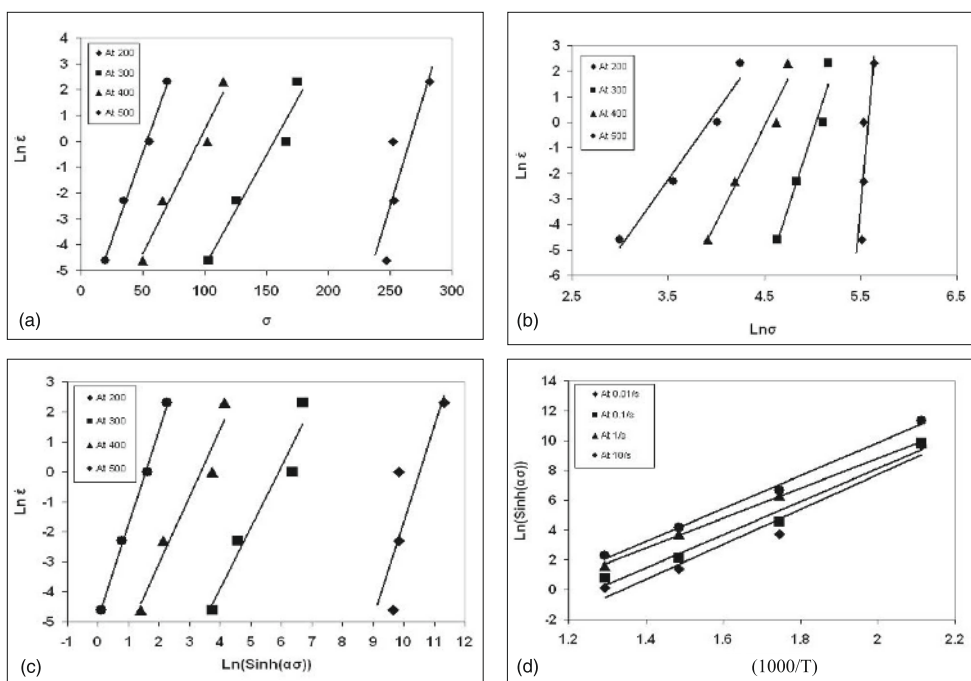 4
3
2
1
0
-1
-2
-3
-4
-5
Ln ε̇
At 200
At 300
At 400
At 500
0 50 100 150 200 250 300
σ
(a)
3
2
1
0
-1
-2
-3
-4
-5
-6
Ln ε̇
At 200
At 300
At 400
At 500
2.5 3.5 4.5 5.5 6.5
Lnσ
(b)
3
2
1
0
-1
-2
-3
-4
-5
Ln ε̇
At 200
At 300
At 400
At 500
-1 0 1 2 3 4 5 6 7 8 9 10 11 12
Ln(Sinh(ασ))
(c)
14
12
10
8
6
4
2
0
-2
-4
Ln(Sinh(ασ))
At 0.01/s
At 0.1/s
At 1/s
At 10/s
1.2 1.4 1.6 1.8 2 2.2
(1000/T)
(d)